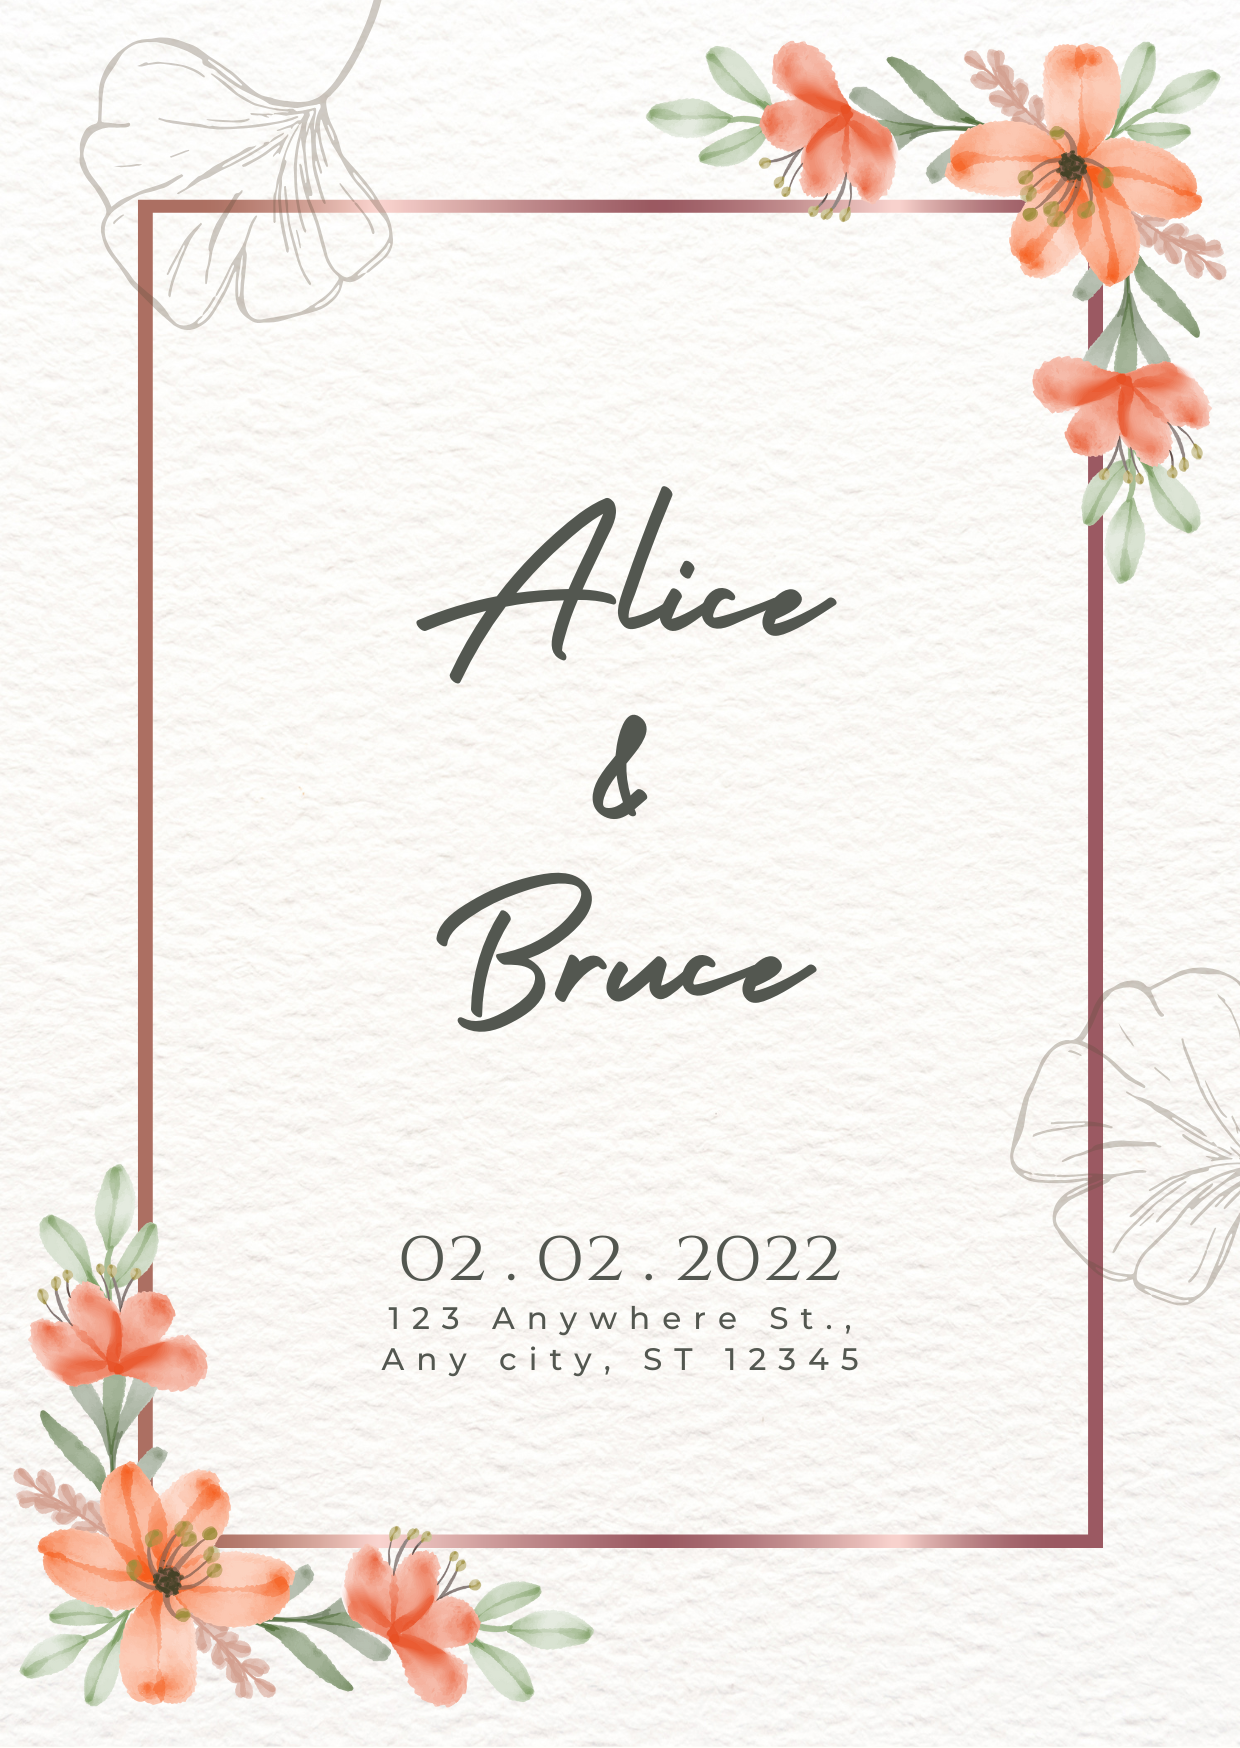 Alice
&
Bruce
02 . 02 . 2022
123 Anywhere St.,
Any city, ST 12345